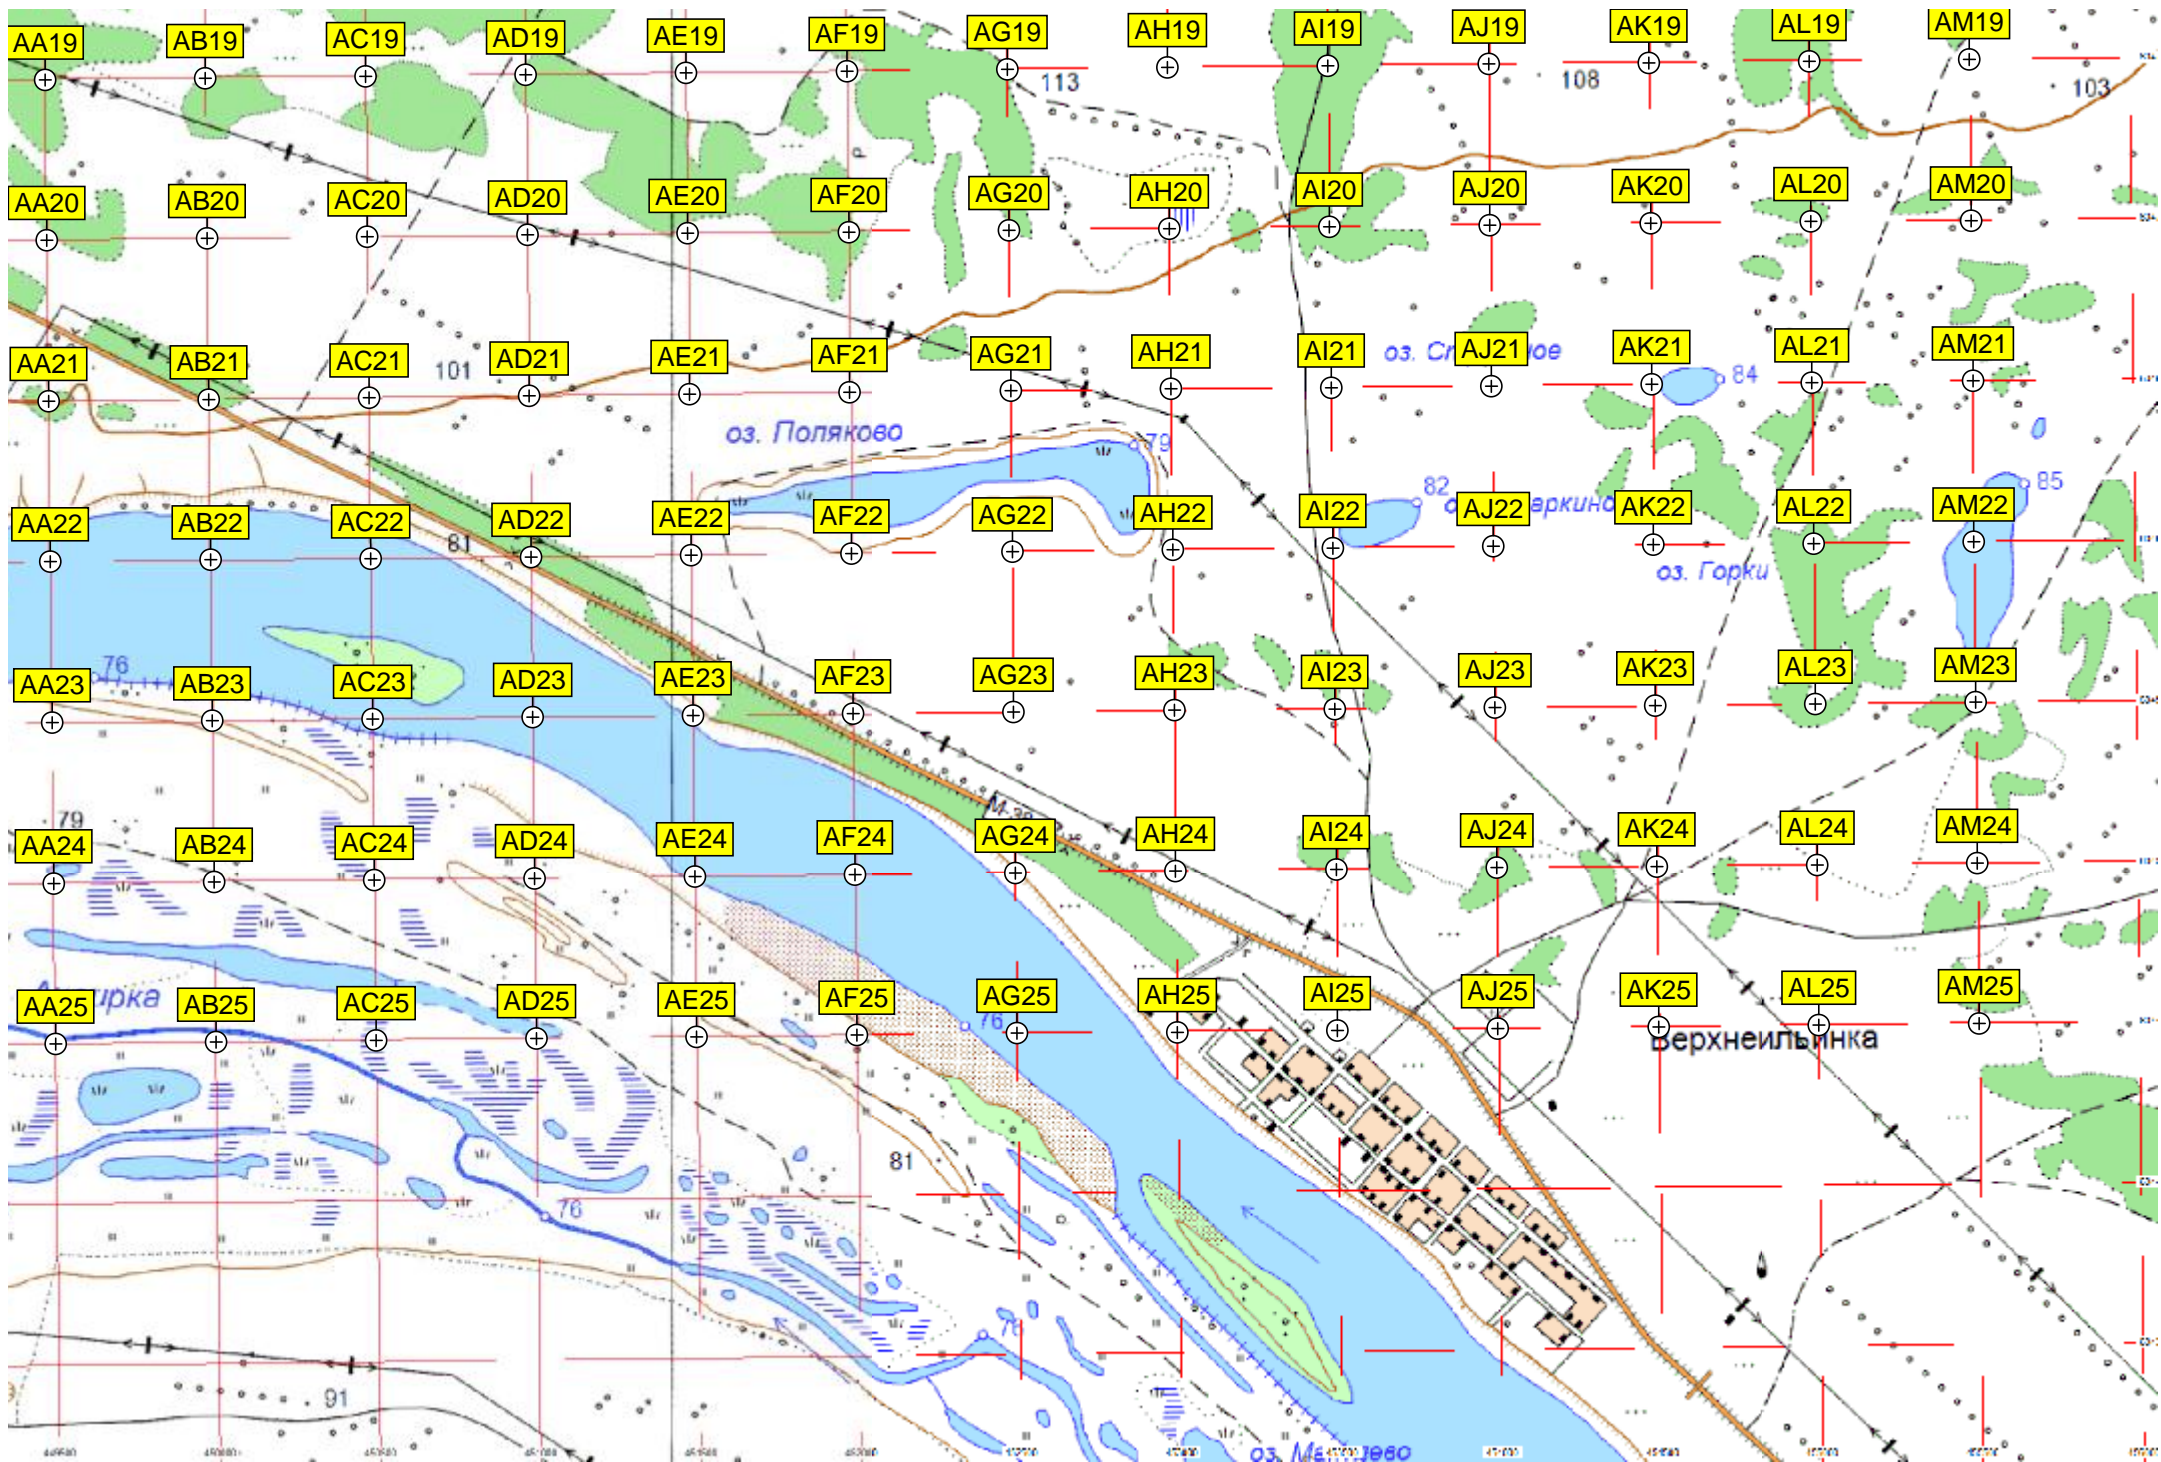 AA19 AB19 AC19 AD19 AE19 AF19 AG19 AH19 AI19 AJ19 AK19 AL19 AM19
113 108 103
AA20 AB20 AC20 AD20 AE20 AF20 AG20 AH20 AI20 AJ20 AK20 AL20 AM20
AA21 AB21 AC21 AD21 AE21 AF21 AG21 AH21 AI21 AJ21 AK21 AL21 AM21
101
84
оз. Поляково
79
AA22 AB22 AC22 AD22 AE22 AF22 AG22 AH22 AI22 AJ22 AK22 AL22 AM22
81
82
85
оз. Горки
76
AA23 AB23 AC23 AD23 AE23 AF23 AG23 AH23 AI23 AJ23 AK23 AL23 AM23
79
AA24 AB24 AC24 AD24 AE24 AF24 AG24 AH24 AI24 AJ24 AK24 AL24 AM24
AA25 AB25 AC25 AD25 AE25 AF25 AG25 AH25 AI25 AJ25 AK25 AL25 AM25
76
Верхнеильинка
81
76
76
91